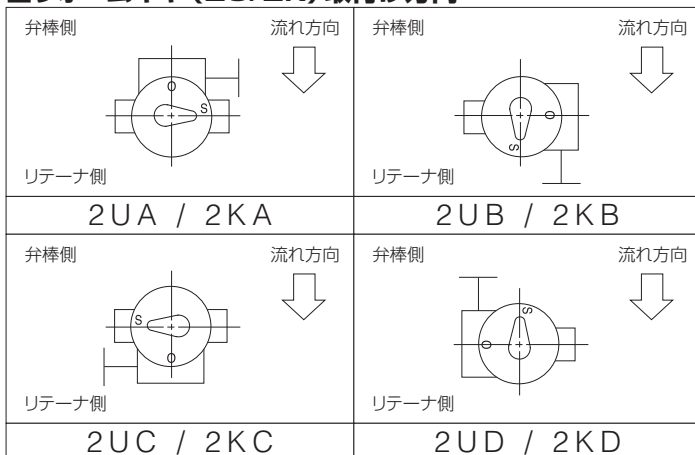 弁棒側 流れ方向
O
S
リテーナ側
2UA / 2KA
弁棒側 流れ方向
O
S
リテーナ側
2UB / 2KB
弁棒側 流れ方向
S
O
リテーナ側
2UC / 2KC
弁棒側 流れ方向
S
O
リテーナ側
2UD / 2KD